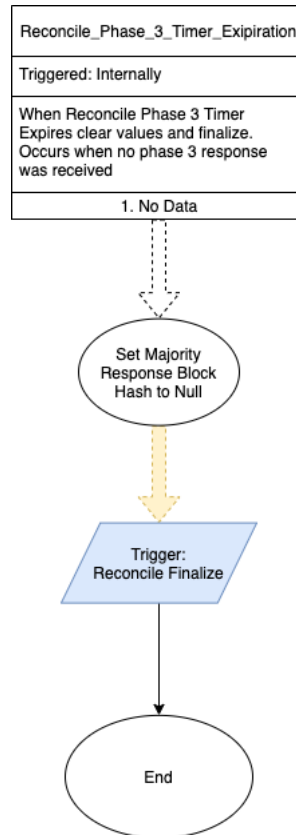 Reconcile_Phase_3_Timer_Exipiration
Triggered: Internally
When Reconcile Phase 3 Timer
Expires clear values and finalize.
Occurs when no phase 3 response
was received
1. No Data
Set Majority
Response Block
Hash to Null
Trigger:
Reconcile Finalize
End